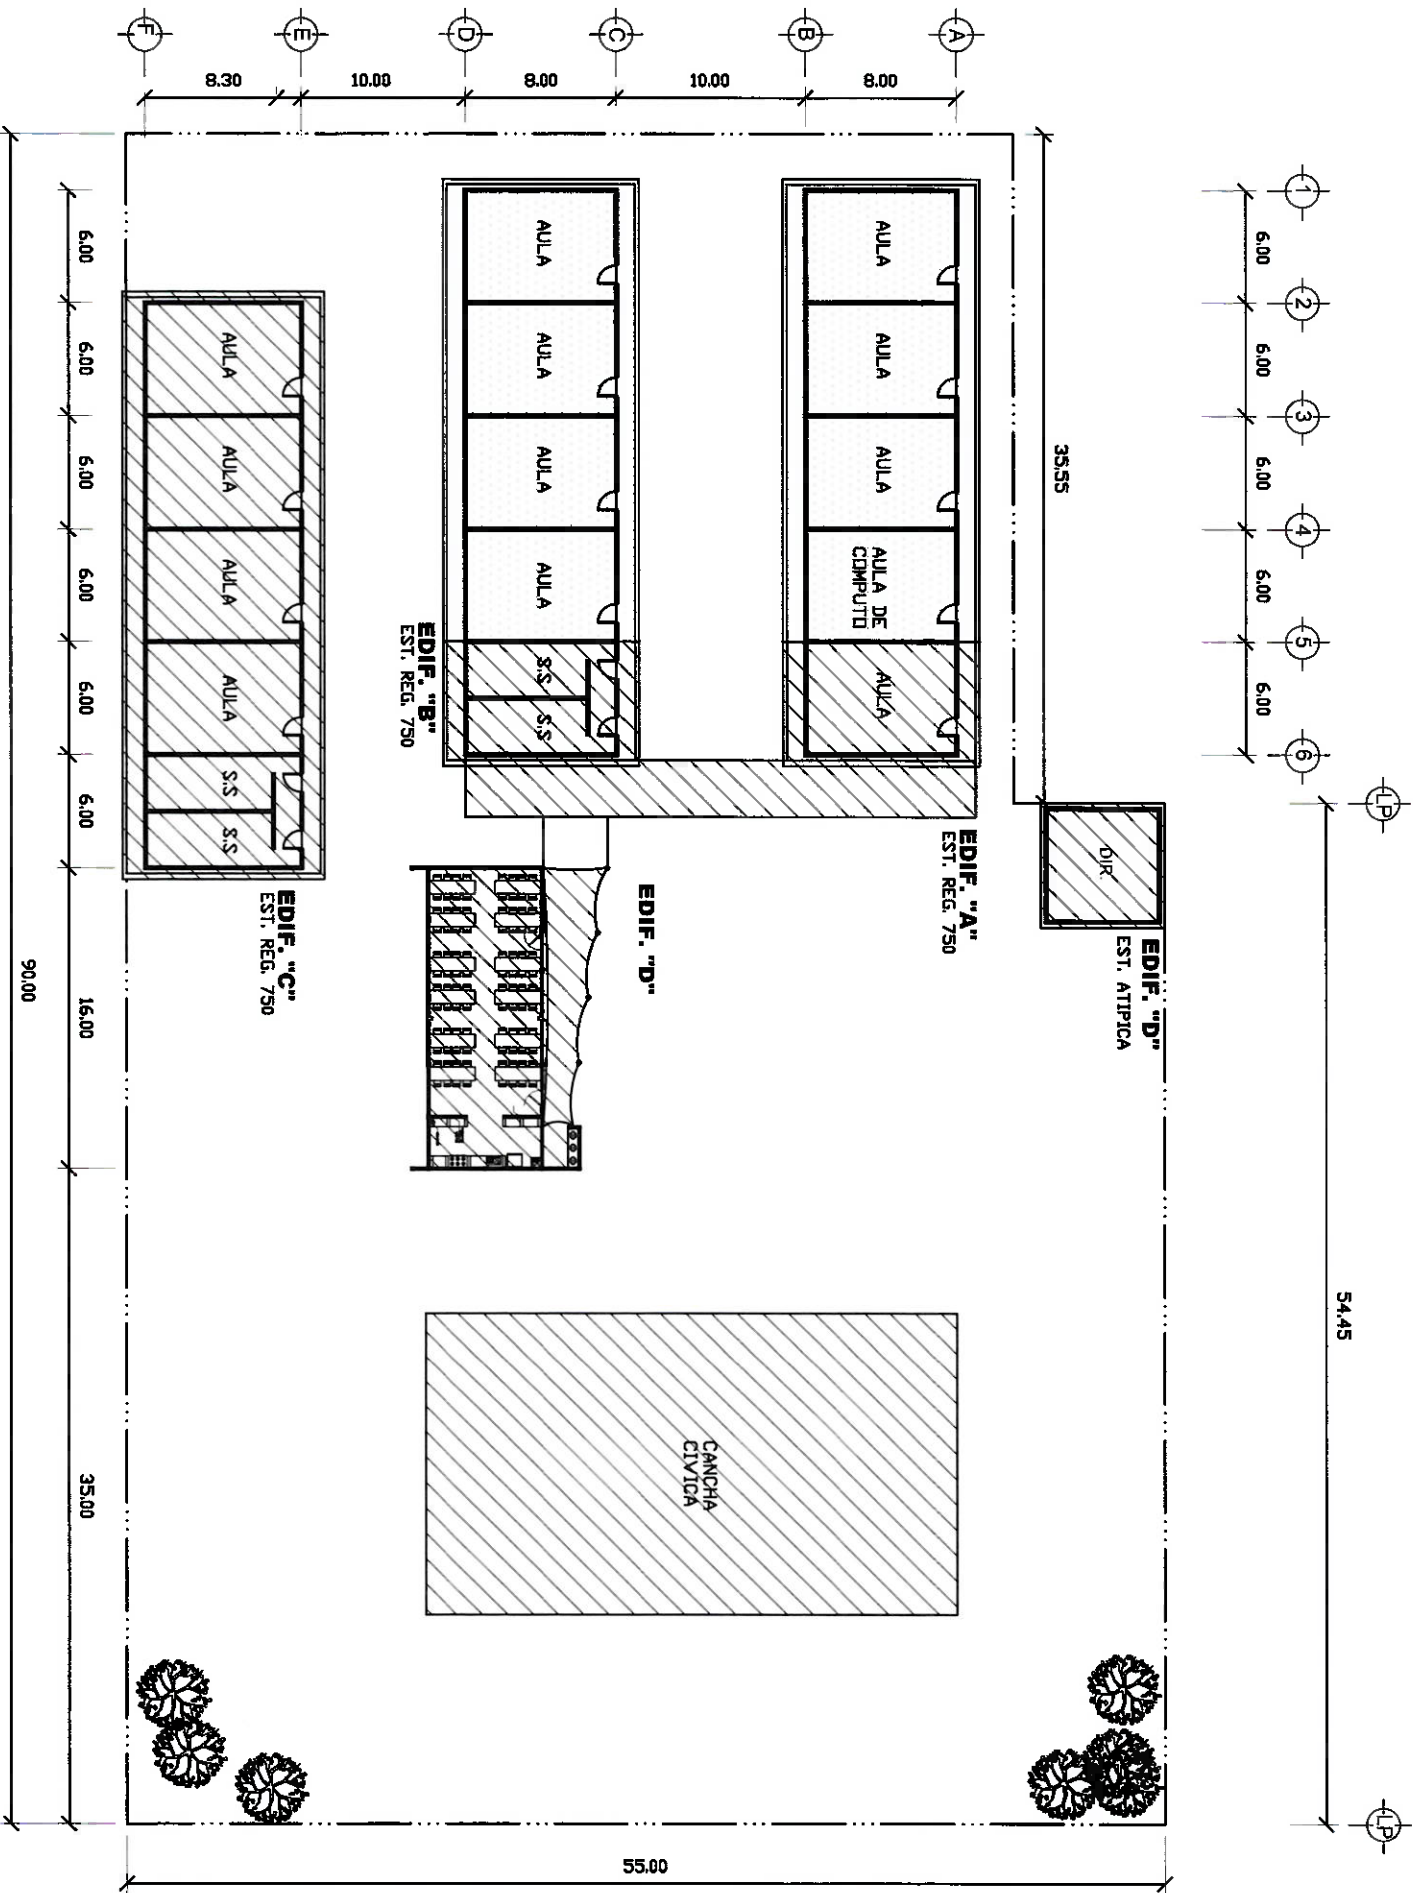 F
E
D
C
B
A
8.30
10.00
8.00
10.00
8.00
1
2
3
4
5
6
LP
LP
6.00
6.00
6.00
6.00
6.00
35.55
54.45
AULA
AULA
AULA
AULA DE
COMPUTO
AULA
EDIF. "A"
EST. REG. 750
DIR.
EDIF. "D"
EST. ATIPICA
AULA
AULA
AULA
AULA
S.S
S.S
EDIF. "B"
EST. REG. 750
EDIF. "D"
AULA
AULA
AULA
AULA
S.S
S.S
EDIF. "C"
EST. REG. 750
CANCHA
CIVICA
6.00
6.00
6.00
6.00
6.00
6.00
16.00
35.00
90.00
55.00